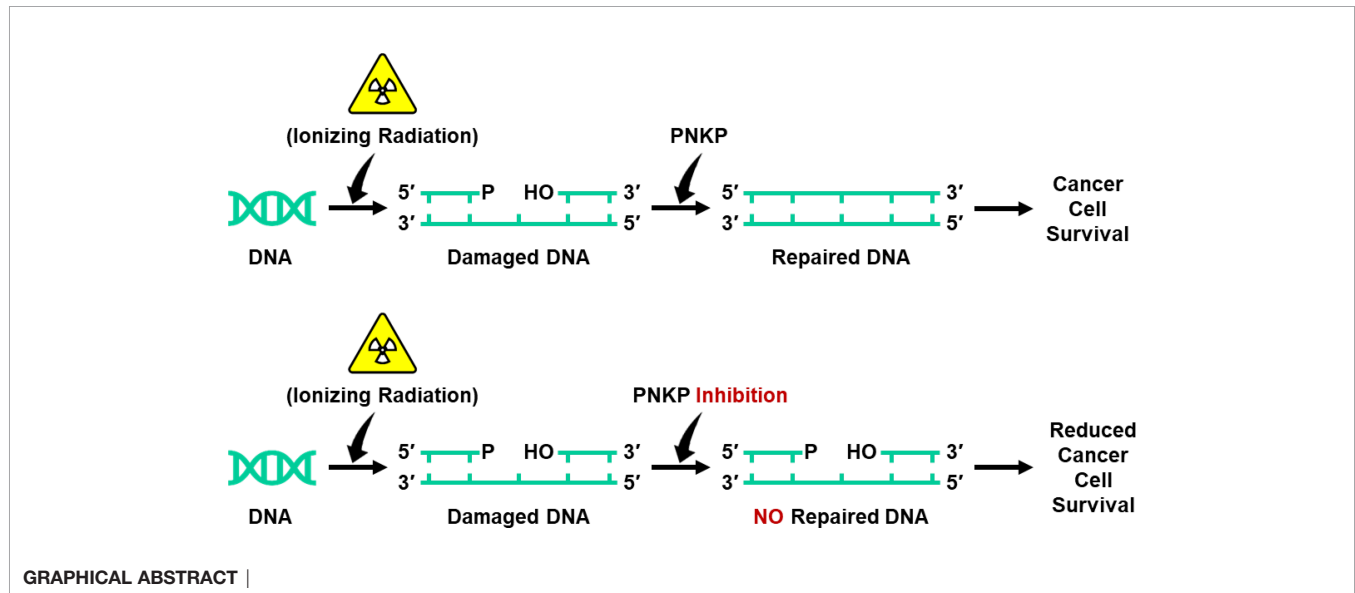 (Ionizing Radiation)
PNKP
5′ P HO 3′
5′ 3′
3′ 5′
3′ 5′
DNA
Damaged DNA
Repaired DNA
Cancer
Cell
Survival
(Ionizing Radiation)
PNKP Inhibition
5′ P HO 3′
5′ P HO 3′
3′ 5′
3′ 5′
DNA
Damaged DNA
NO Repaired DNA
Reduced
Cancer
Cell
Survival
GRAPHICAL ABSTRACT |